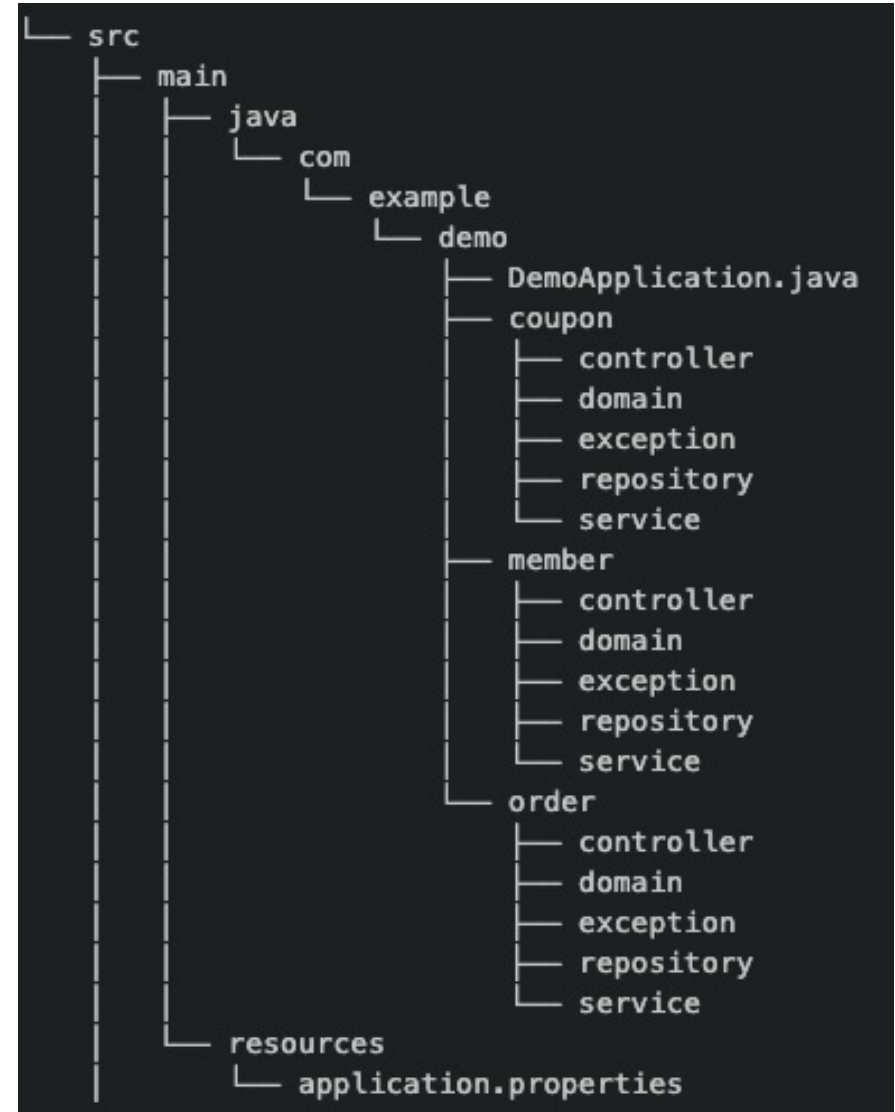 └── src
    ├── main
    │   ├── java
    │   │   └── com
    │   │       └── example
    │   │           └── demo
    │   │               ├── DemoApplication.java
    │   │               ├── coupon
    │   │               │   ├── controller
    │   │               │   ├── domain
    │   │               │   ├── exception
    │   │               │   ├── repository
    │   │               │   └── service
    │   │               ├── member
    │   │               │   ├── controller
    │   │               │   ├── domain
    │   │               │   ├── exception
    │   │               │   ├── repository
    │   │               │   └── service
    │   │               └── order
    │   │                   ├── controller
    │   │                   ├── domain
    │   │                   ├── exception
    │   │                   ├── repository
    │   │                   └── service
    │   └── resources
    │       └── application.properties